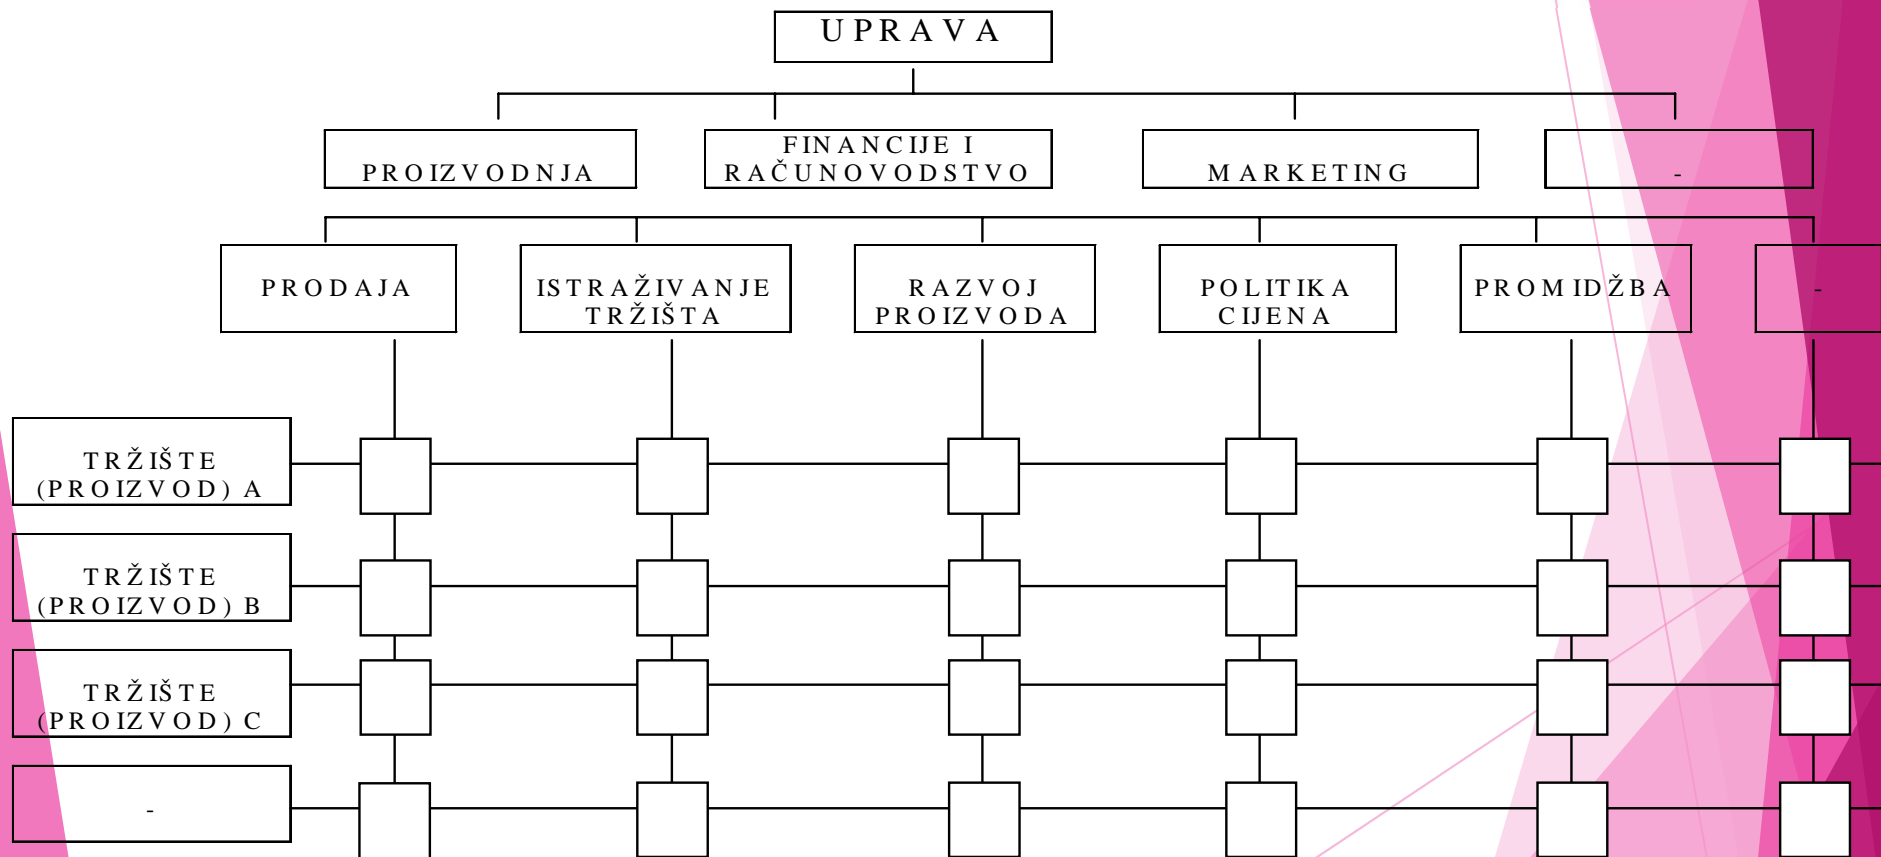 UPRAVA
PROIZVODNJA
FINANCIJE I
RAČUNOVODSTVO
MARKETING
-
PRODAJA
ISTRAŽIVANJE
TRŽIŠTA
RAZVOJ
PROIZVODA
POLITIKA
CIJENA
PROMIDŽBA
-
TRŽIŠTE
(PROIZVOD) A
TRŽIŠTE
(PROIZVOD) B
TRŽIŠTE
(PROIZVOD) C
-